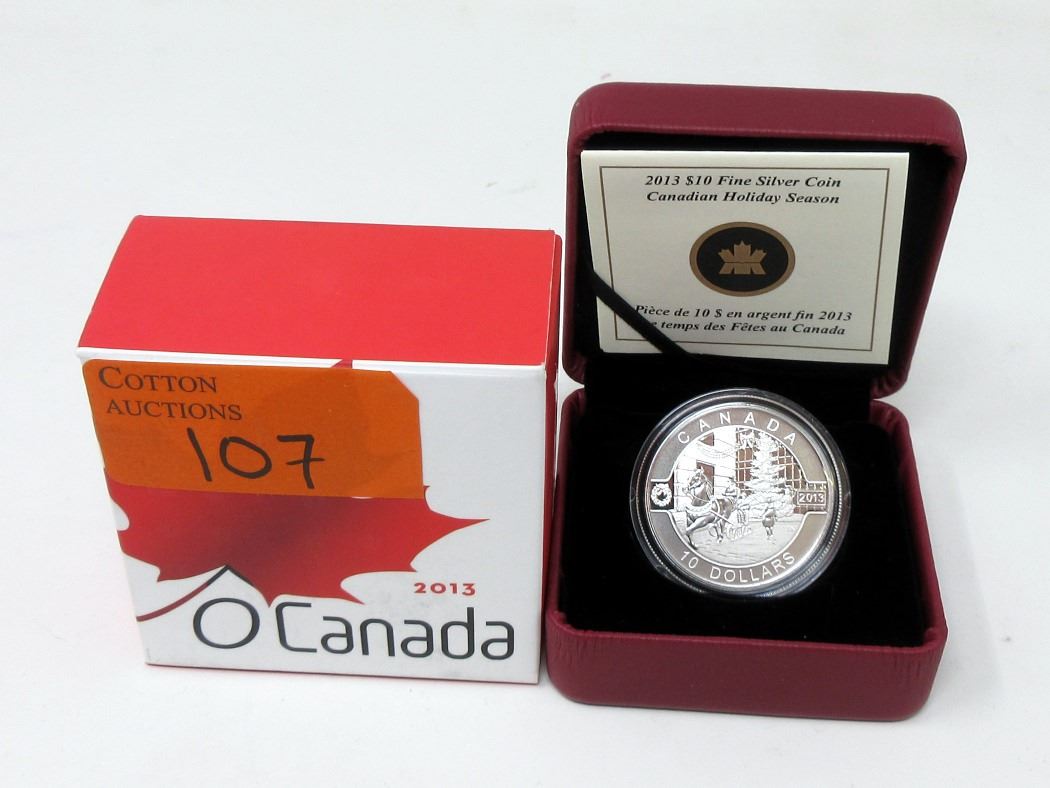 COTTON
AUCTIONS
107
2013
O Canada
2013 $10 Fine Silver Coin
Canadian Holiday Season
Pièce de 10 $ en argent fin 2013
temps des Fêtes au Canada
CANADA
2013
10 DOLLARS